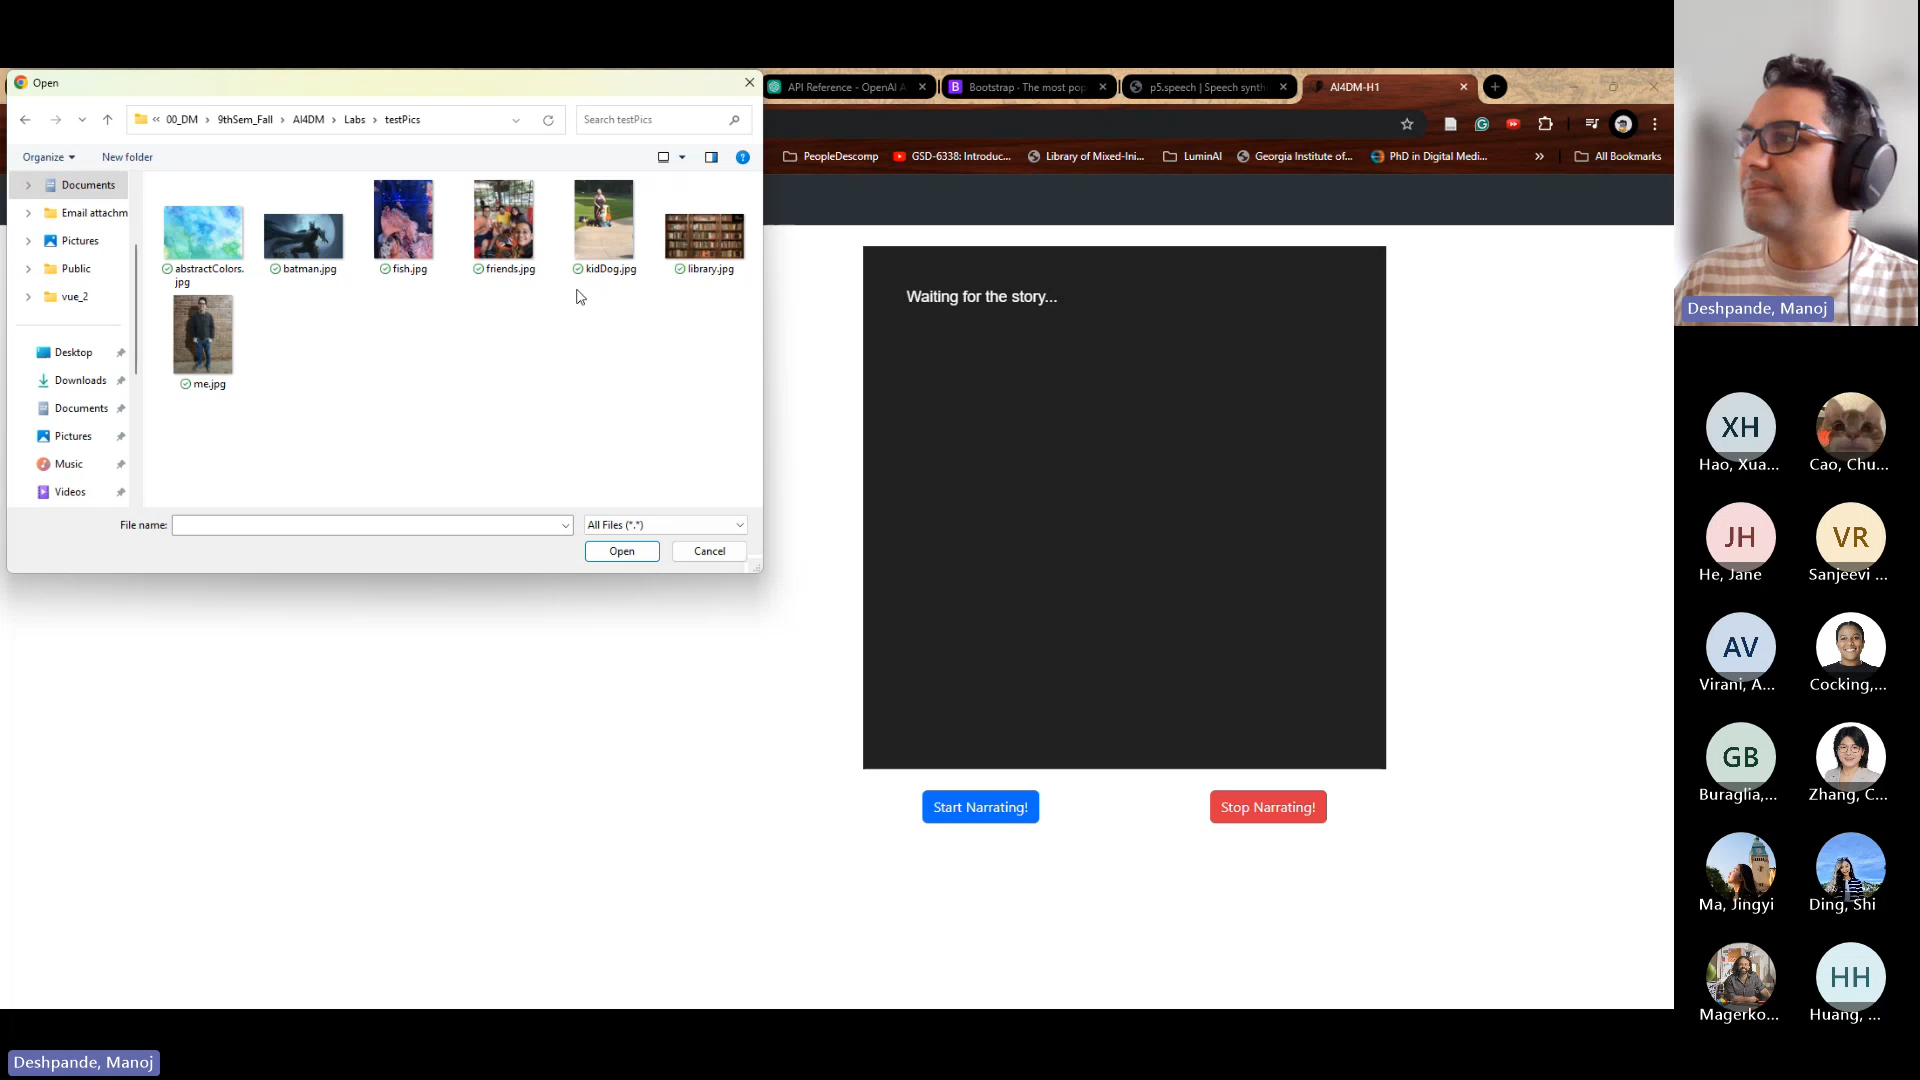 Open
API Reference - OpenAI A
Bootstrap · The most pop
p5.speech | Speech synth
AI4DM-H1
« 00_DM > 9thSem_Fall > AI4DM > Labs > testPics
Search testPics
Organize
New folder
PeopleDescomp
GSD-6338: Introduc...
Library of Mixed-Ini...
LuminAI
Georgia Institute of...
PhD in Digital Medi...
»
All Bookmarks
Documents
Email attachm
Pictures
Public
vue_2
Desktop
Downloads
Documents
Pictures
Music
Videos
abstractColors.
jpg
batman.jpg
fish.jpg
friends.jpg
kidDog.jpg
library.jpg
me.jpg
File name:
All Files (*.*)
Open
Cancel
Waiting for the story...
Start Narrating!
Stop Narrating!
Deshpande, Manoj
XH
Hao, Xua...
Cao, Chu...
JH
He, Jane
VR
Sanjeevi ...
AV
Virani, A...
Cocking,...
GB
Buraglia,...
Zhang, C...
Ma, Jingyi
Ding, Shi
Magerko...
HH
Huang, ...
Deshpande, Manoj